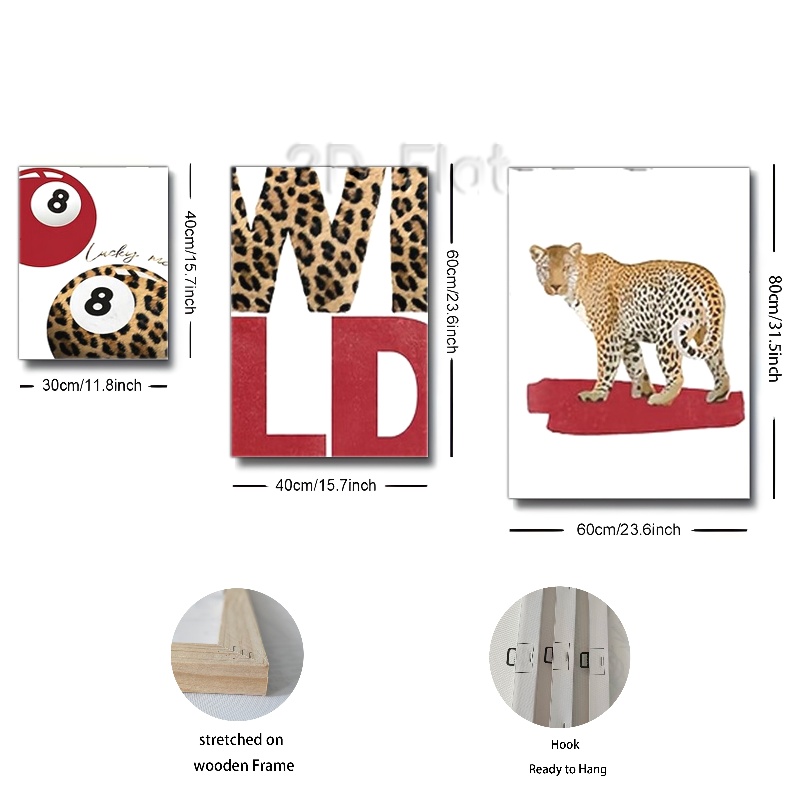 3D Flat
8
Lucky me
8
40cm/15.7inch
30cm/11.8inch
WI
LD
60cm/23.6inch
40cm/15.7inch
80cm/31.5inch
60cm/23.6inch
stretched on
wooden Frame
Hook
Ready to Hang